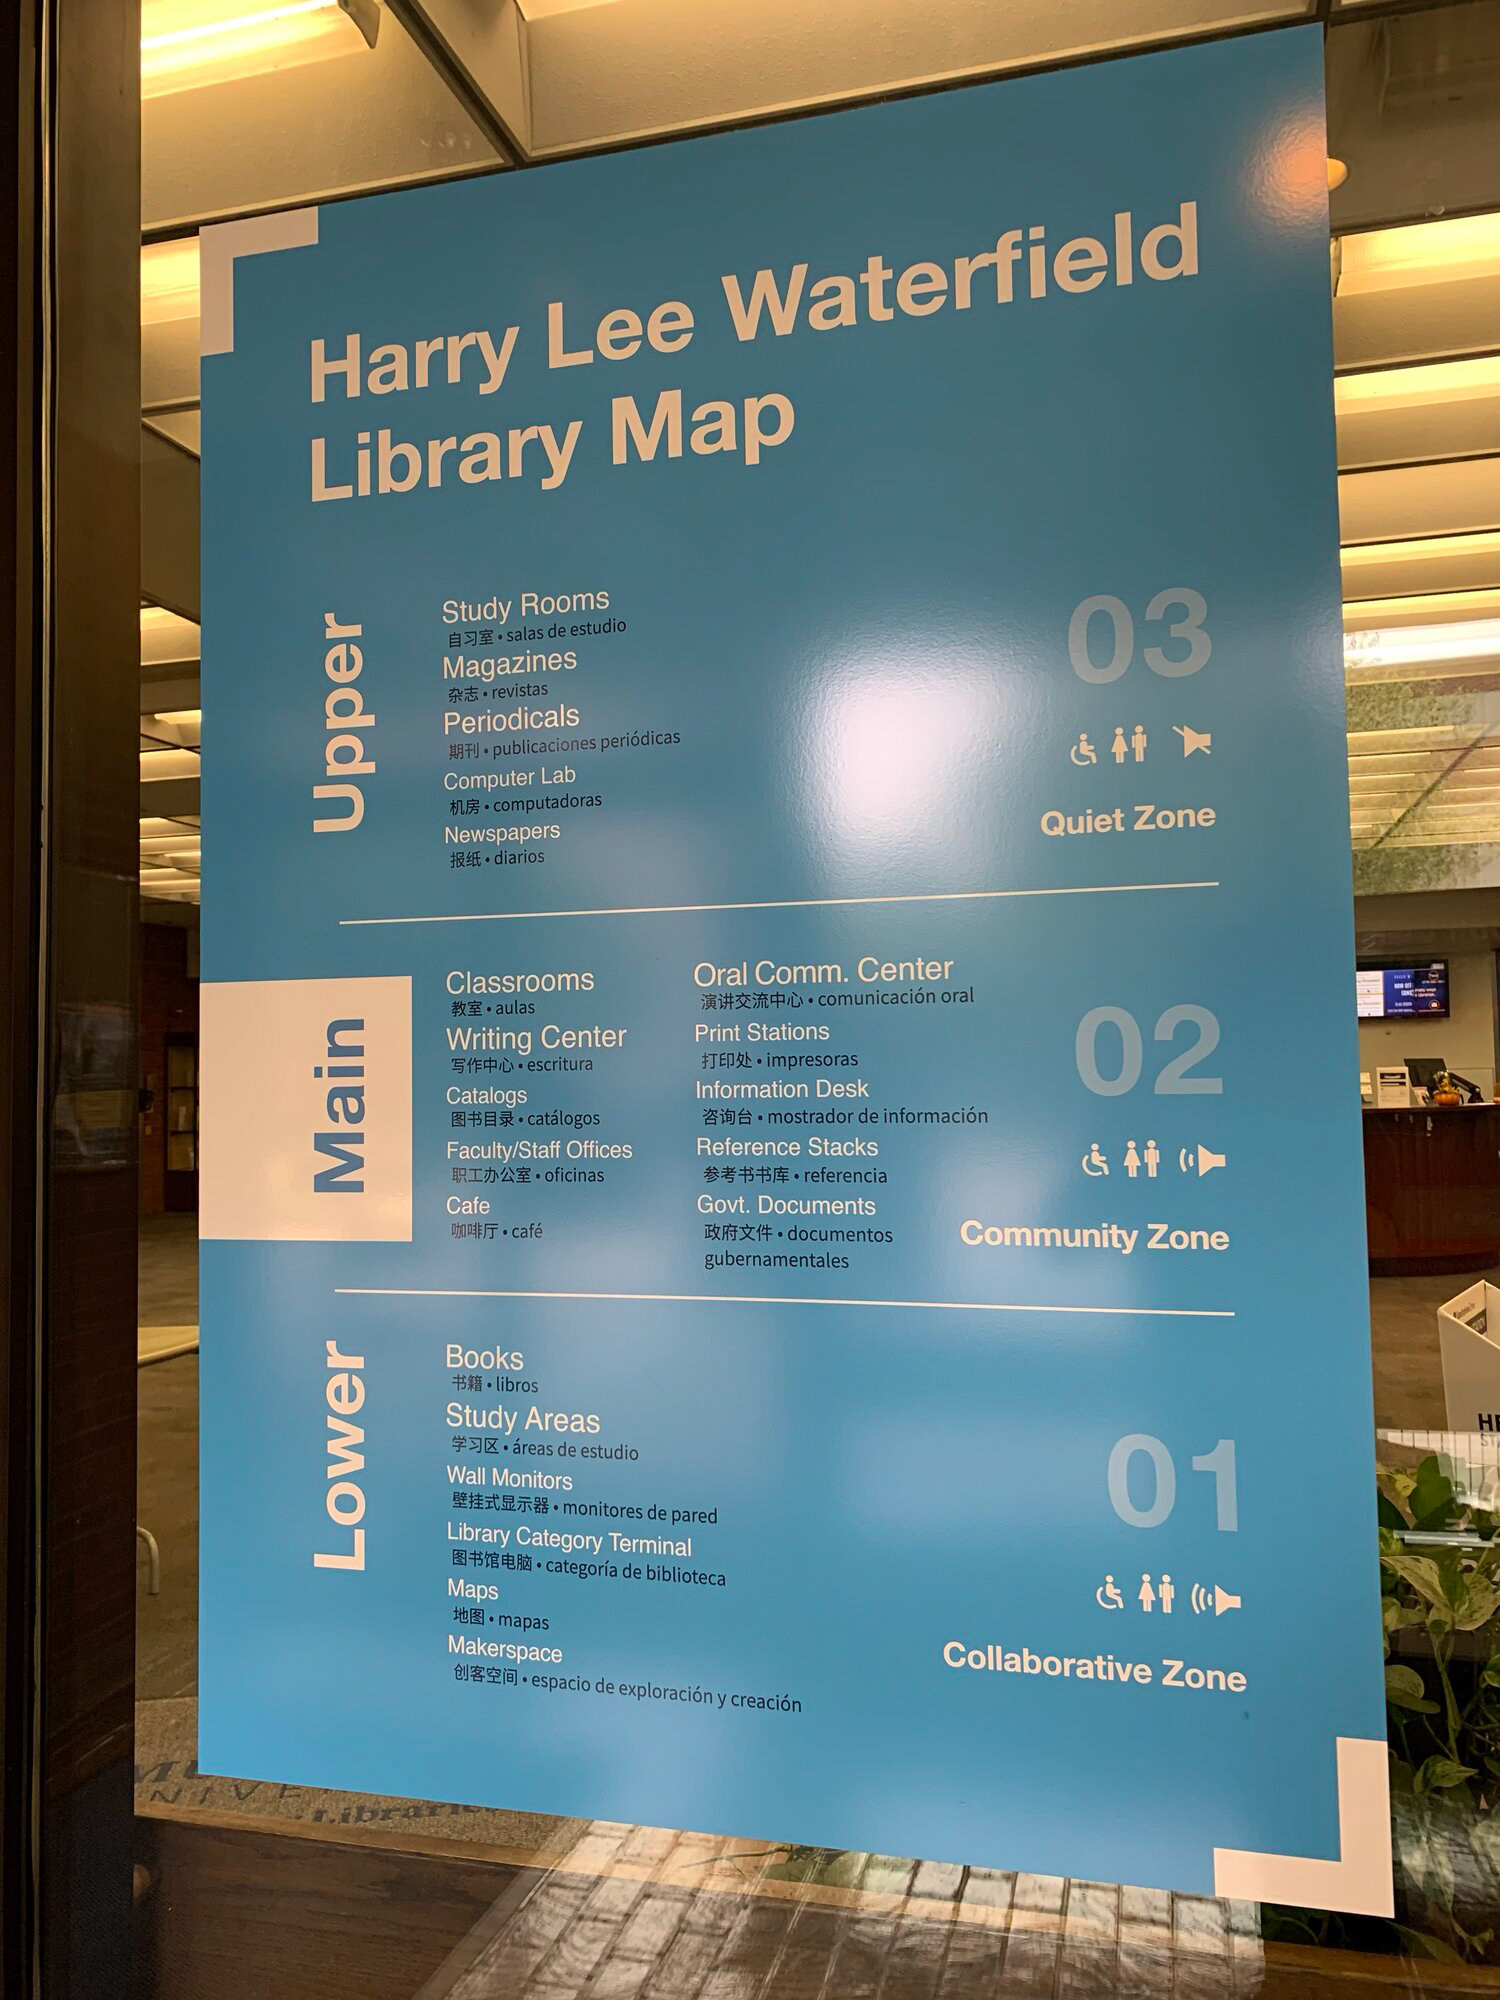 Harry Lee Waterfield
Library Map
Upper
Study Rooms
自习室 • salas de estudio
Magazines
杂志 • revistas
Periodicals
期刊 • publicaciones periódicas
Computer Lab
机房 • computadoras
Newspapers
报纸 • diarios
03
Quiet Zone
Main
Classrooms
教室 • aulas
Writing Center
写作中心 • escritura
Catalogs
图书目录 • catálogos
Faculty/Staff Offices
职工办公室 • oficinas
Cafe
咖啡厅 • café
Oral Comm. Center
演讲交流中心 • comunicación oral
Print Stations
打印处 • impresoras
Information Desk
咨询台 • mostrador de información
Reference Stacks
参考书书库 • referencia
Govt. Documents
政府文件 • documentos
gubernamentales
02
Community Zone
Lower
Books
书籍 • libros
Study Areas
学习区 • áreas de estudio
Wall Monitors
壁挂式显示器 • monitores de pared
Library Category Terminal
图书馆电脑 • categoría de biblioteca
Maps
地图 • mapas
Makerspace
创客空间 • espacio de exploración y creación
01
Collaborative Zone